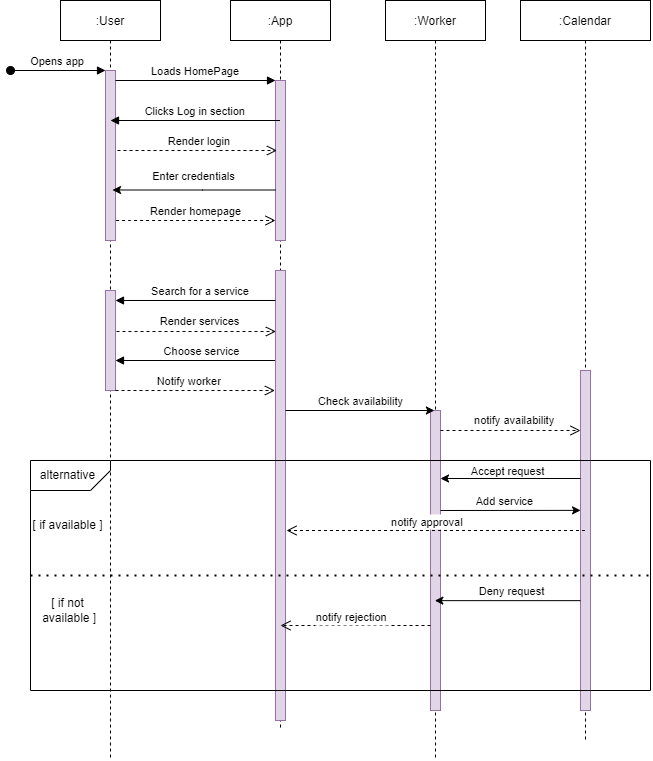 :User
:App
:Worker
:Calendar
Opens app
Loads HomePage
Clicks Log in section
Render login
Enter credentials
Render homepage
Search for a service
Render services
Choose service
Notify worker
Check availability
notify availability
alternative
Accept request
Add service
[ if available ]
notify approval
Deny request
[ if not
available ]
notify rejection